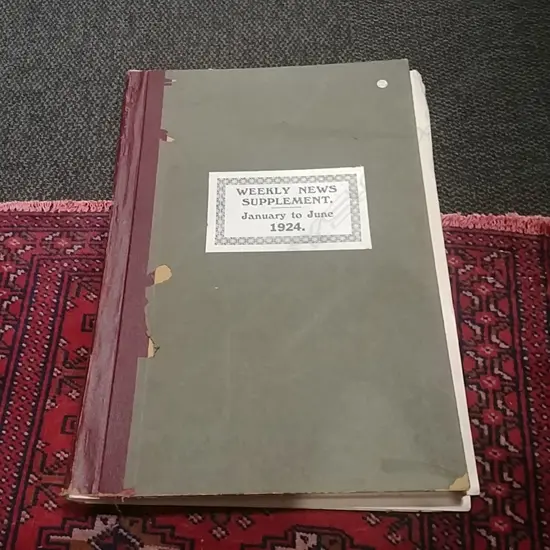 WEEKLY NEWS
SUPPLEMENT.
January to June
1924.